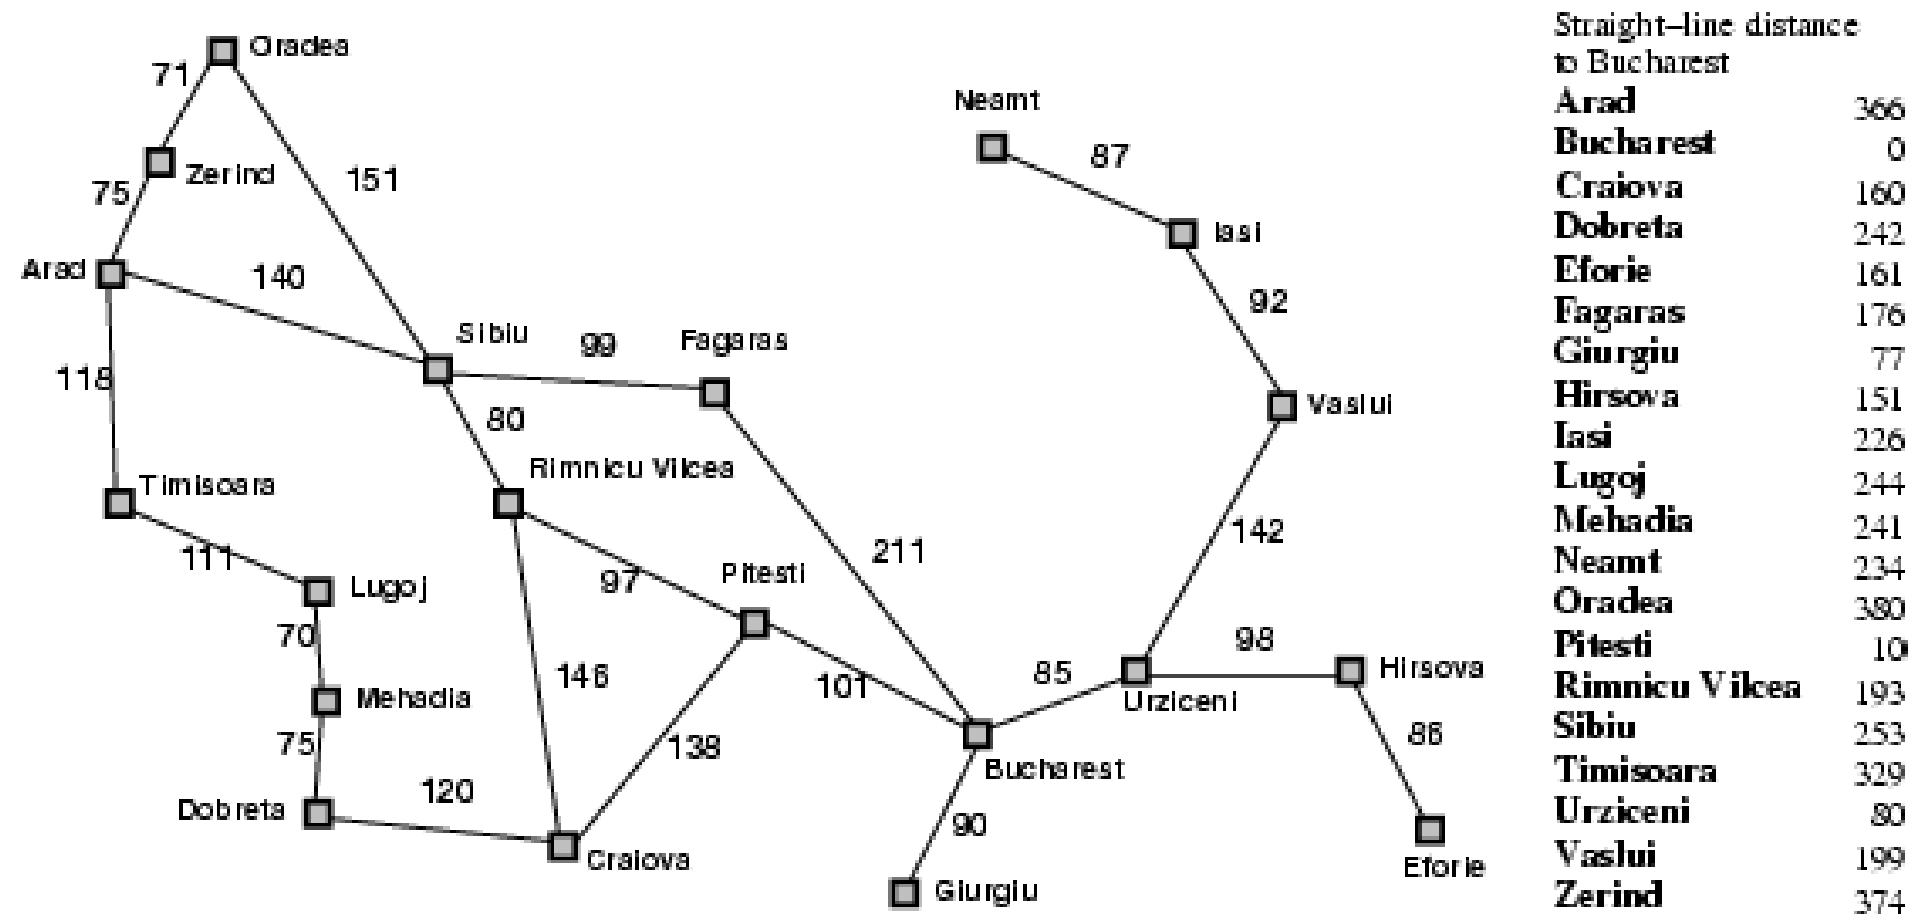 Oradea
71
Neamt
87
Zerind
151
75
Iasi
Arad
140
92
Sibiu
99
Fagaras
118
80
Vaslui
Rimnicu Vilcea
Timisoara
142
111
211
Lugoj
97
Pitesti
70
98
146
85
Hirsova
Mehadia
101
Urziceni
86
75
138
Bucharest
120
Dobreta
90
Craiova
Eforie
Giurgiu
Straight–line distance
to Bucharest
Arad 366
Bucharest 0
Craiova 160
Dobreta 242
Eforie 161
Fagaras 176
Giurgiu 77
Hirsova 151
Iasi 226
Lugoj 244
Mehadia 241
Neamt 234
Oradea 380
Pitesti 10
Rimnicu Vilcea 193
Sibiu 253
Timisoara 329
Urziceni 80
Vaslui 199
Zerind 374